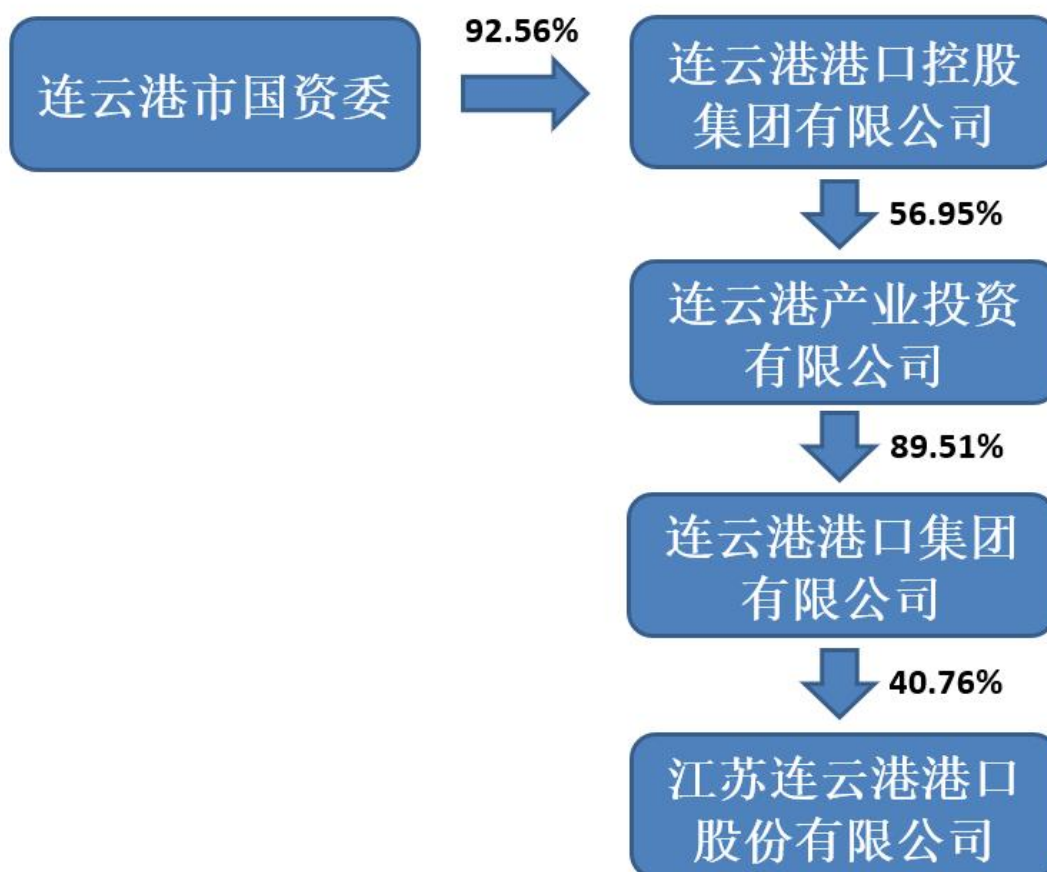 92.56%
连云港市国资委
连云港港口控股
集团有限公司
56.95%
连云港产业投资
有限公司
89.51%
连云港港口集团
有限公司
40.76%
江苏连云港港口
股份有限公司